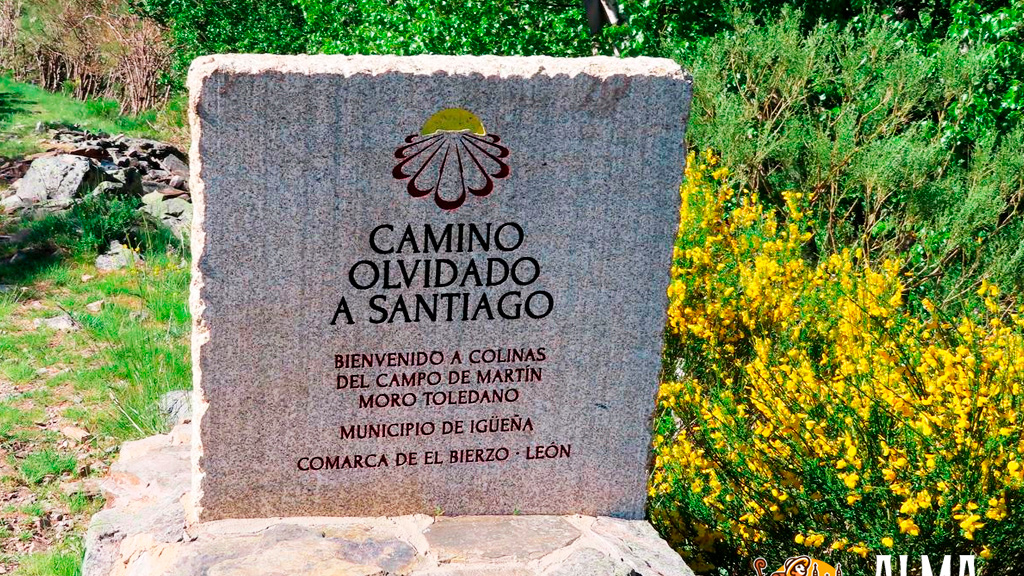 CAMINO
OLVIDADO
A SANTIAGO
BIENVENIDO A COLINAS
DEL CAMPO DE MARTÍN
MORO TOLEDANO
MUNICIPIO DE IGÜEÑA
COMARCA DE EL BIERZO · LEÓN
ALMA